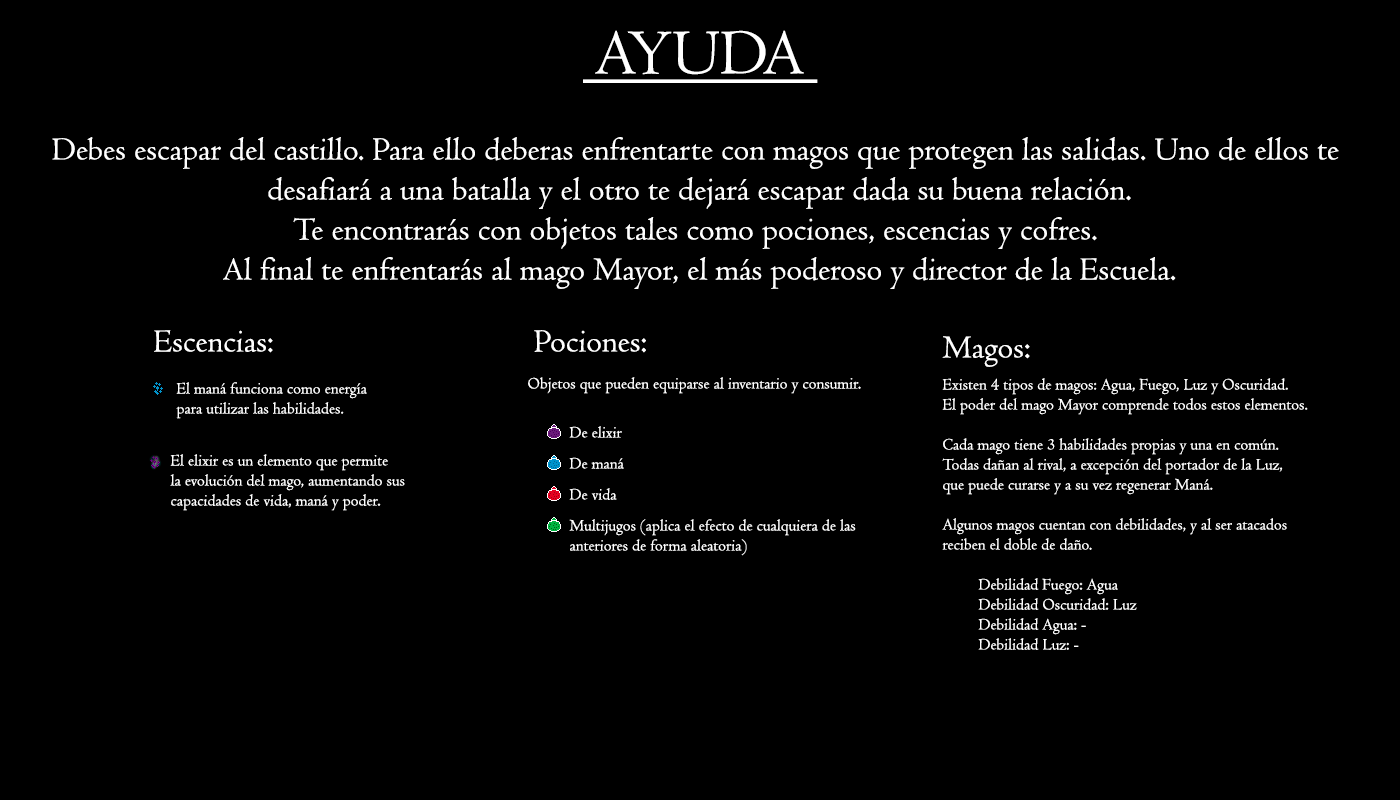 AYUDA
Debes escapar del castillo. Para ello deberas enfrentarte con magos que protegen las salidas. Uno de ellos te
desafiará a una batalla y el otro te dejará escapar dada su buena relación.
Te encontrarás con objetos tales como pociones, escencias y cofres.
Al final te enfrentarás al mago Mayor, el más poderoso y director de la Escuela.
Escencias:
El maná funciona como energía
para utilizar las habilidades.
El elixir es un elemento que permite
la evolución del mago, aumentando sus
capacidades de vida, maná y poder.
Pociones:
Objetos que pueden equiparse al inventario y consumir.
De elixir
De maná
De vida
Multijugos (aplica el efecto de cualquiera de las
anteriores de forma aleatoria)
Magos:
Existen 4 tipos de magos: Agua, Fuego, Luz y Oscuridad.
El poder del mago Mayor comprende todos estos elementos.
Cada mago tiene 3 habilidades propias y una en común.
Todas dañan al rival, a excepción del portador de la Luz,
que puede curarse y a su vez regenerar Maná.
Algunos magos cuentan con debilidades, y al ser atacados
reciben el doble de daño.
Debilidad Fuego: Agua
Debilidad Oscuridad: Luz
Debilidad Agua: -
Debilidad Luz: -